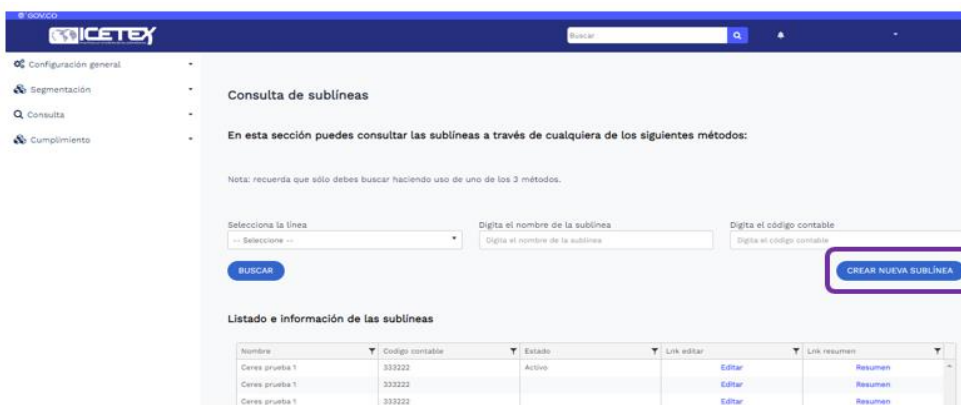 GOV.CO
ICETEX
Buscar
Configuración general
Segmentación
Consulta
Cumplimiento
Consulta de sublíneas
En esta sección puedes consultar las sublíneas a través de cualquiera de los siguientes métodos:
Nota: recuerda que sólo debes buscar haciendo uso de uno de los 3 métodos.
Selecciona la línea Digita el nombre de la sublínea Digita el código contable
-- Seleccione -- Digita el nombre de la sublínea Digita el código contable
BUSCAR CREAR NUEVA SUBLÍNEA
Listado e información de las sublíneas
Nombre Codigo contable Estado Lnk editar Lnk resumen
Ceres prueba 1 333222 Activo Editar Resumen
Ceres prueba 1 333222 Editar Resumen
Ceres prueba 1 333222 Editar Resumen